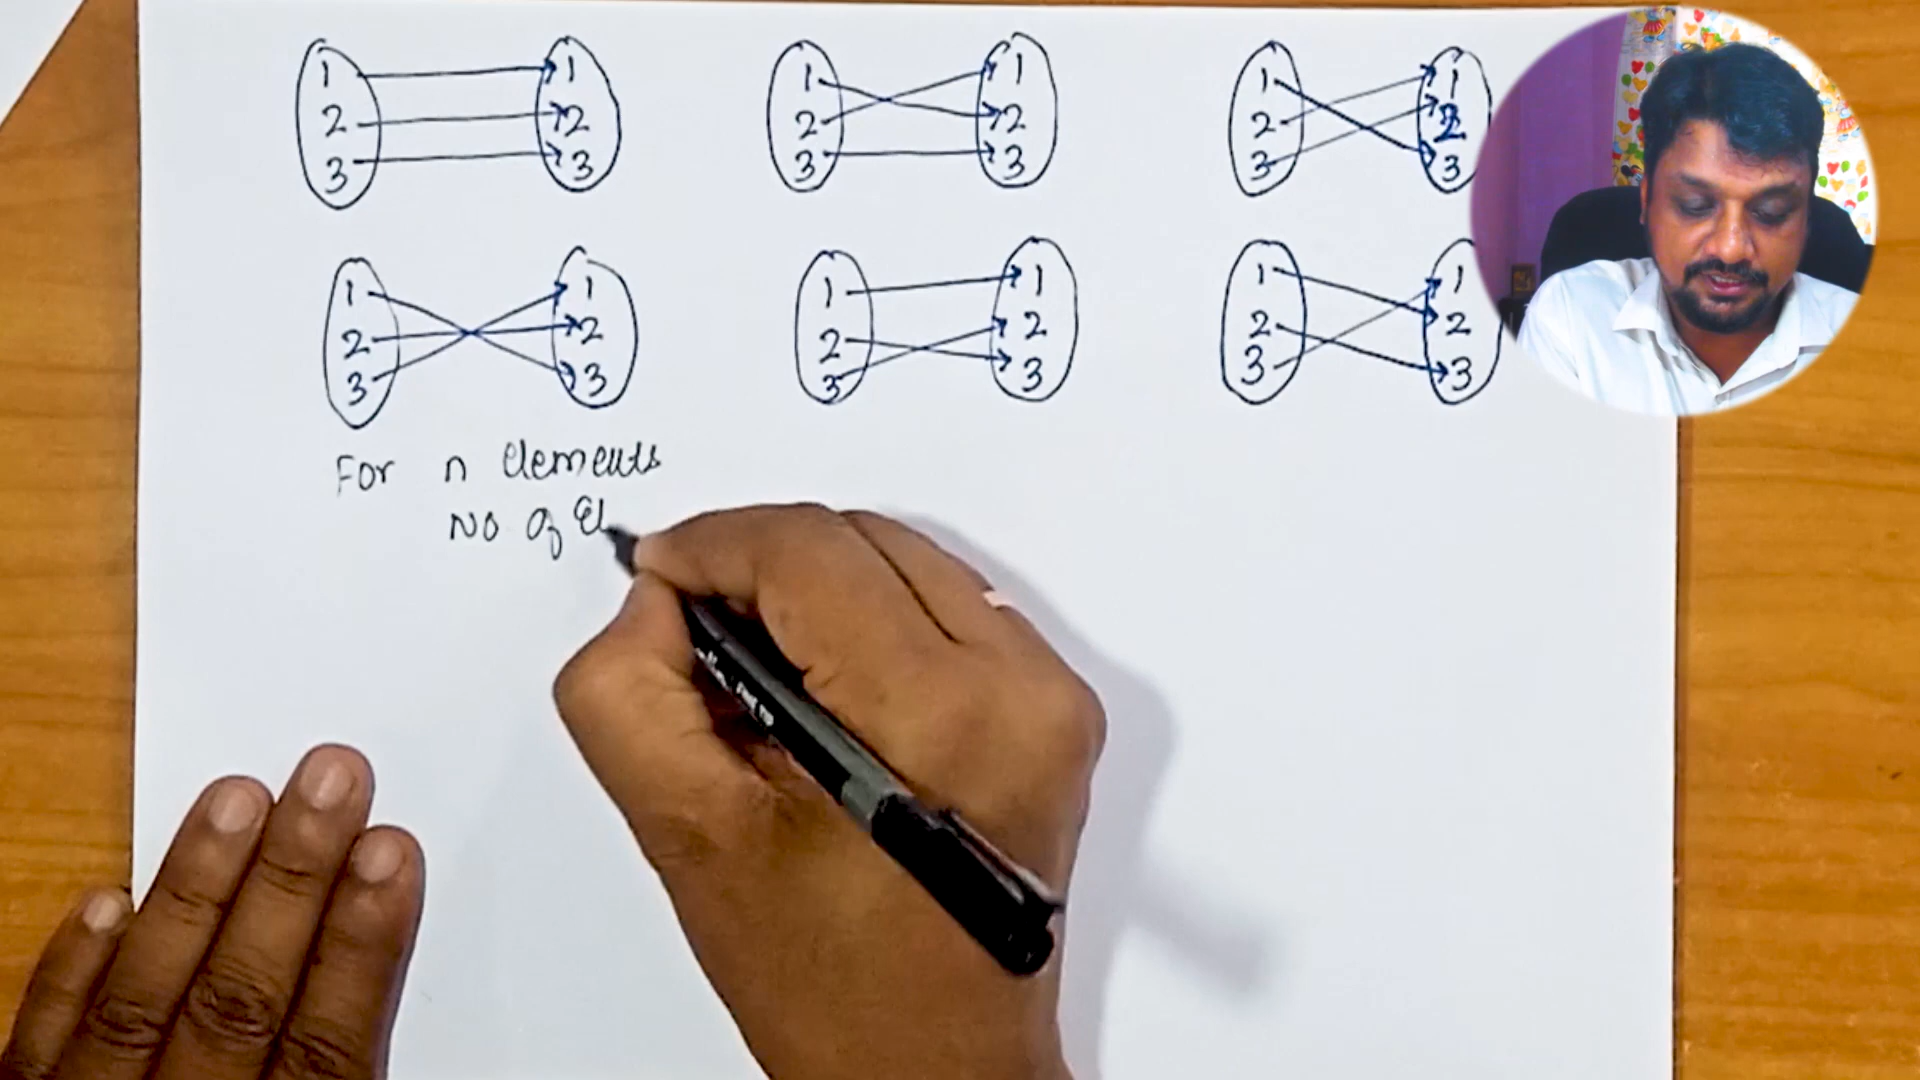 1 1 1 1 1 1
2 2 2 2 2 2
3 3 3 3 3 3
1 1 1 1 1 1
2 2 2 2 2 2
3 3 3 3 3 3
For n elements
No. of El